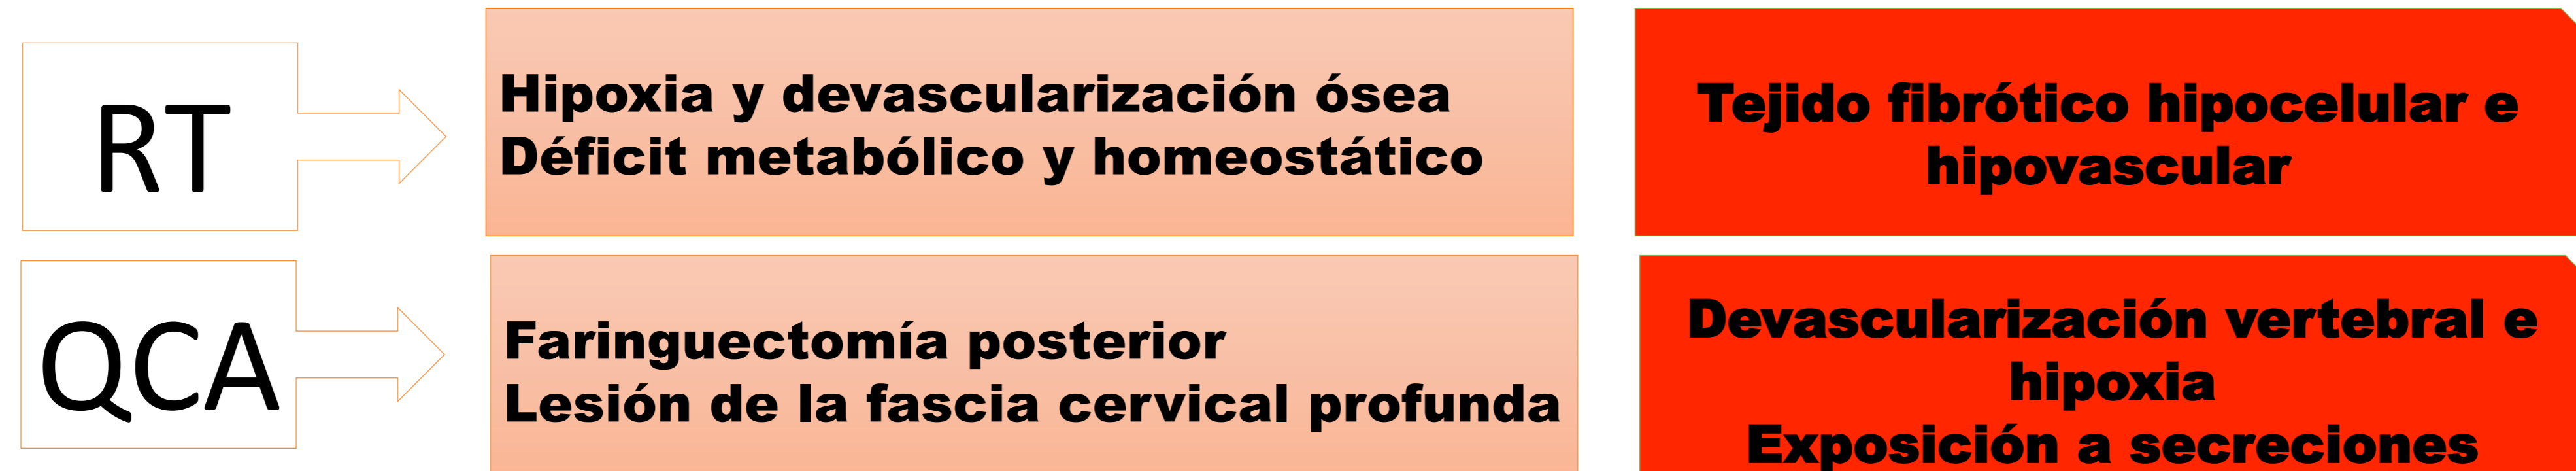 RT
Hipoxia y devascularización ósea
Déficit metabólico y homeostático
Tejido fibrótico hipocelular e
hipovascular
QCA
Faringuectomía posterior
Lesión de la fascia cervical profunda
Devascularización vertebral e
hipoxia
Exposición a secreciones